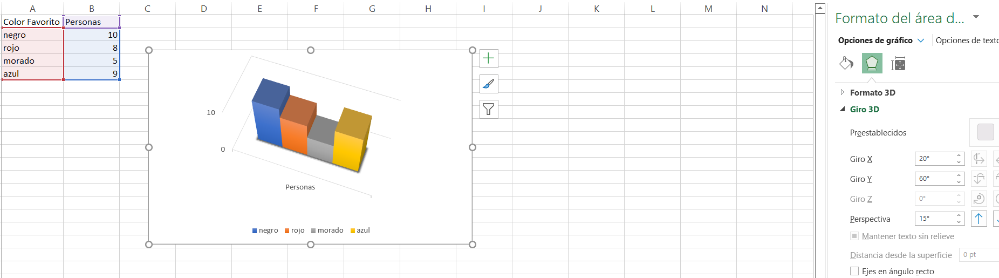 A B C D E F G H I J K L M N
Color Favorito Personas
negro 10
rojo 8
morado 5
azul 9
10
0
Personas
negro rojo morado azul
Formato del área d...
Opciones de gráfico Opciones de texto
Formato 3D
Giro 3D
Preestablecidos
Giro X 20°
Giro Y 60°
Giro Z 0°
Perspectiva 15°
Mantener texto sin relieve
Distancia desde la superficie 0 pt
Ejes en ángulo recto